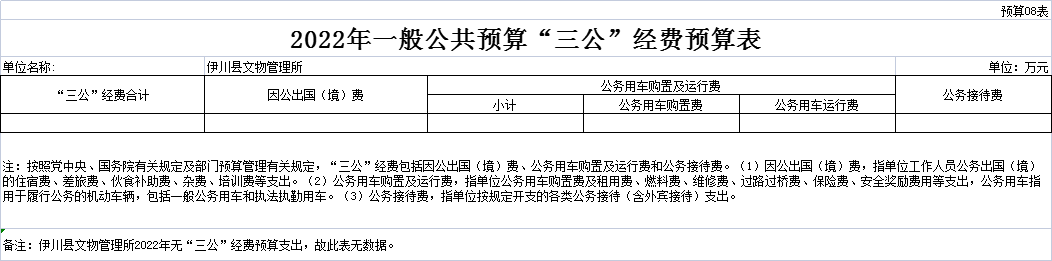 预算08表
2022年一般公共预算“三公”经费预算表
单位名称: 伊川县文物管理所 单位：万元
“三公”经费合计 因公出国（境）费 公务用车购置及运行费 公务接待费
小计 公务用车购置费 公务用车运行费
注：按照党中央、国务院有关规定及部门预算管理有关规定，“三公”经费包括因公出国（境）费、公务用车购置及运行费和公务接待费。（1）因公出国（境）费，指单位工作人员公务出国（境）
的住宿费、差旅费、伙食补助费、杂费、培训费等支出。（2）公务用车购置及运行费，指单位公务用车购置费及租用费、燃料费、维修费、过路过桥费、保险费、安全奖励费用等支出，公务用车指
用于履行公务的机动车辆，包括一般公务用车和执法执勤用车。（3）公务接待费，指单位按规定开支的各类公务接待（含外宾接待）支出。
备注：伊川县文物管理所2022年无“三公”经费预算支出，故此表无数据。